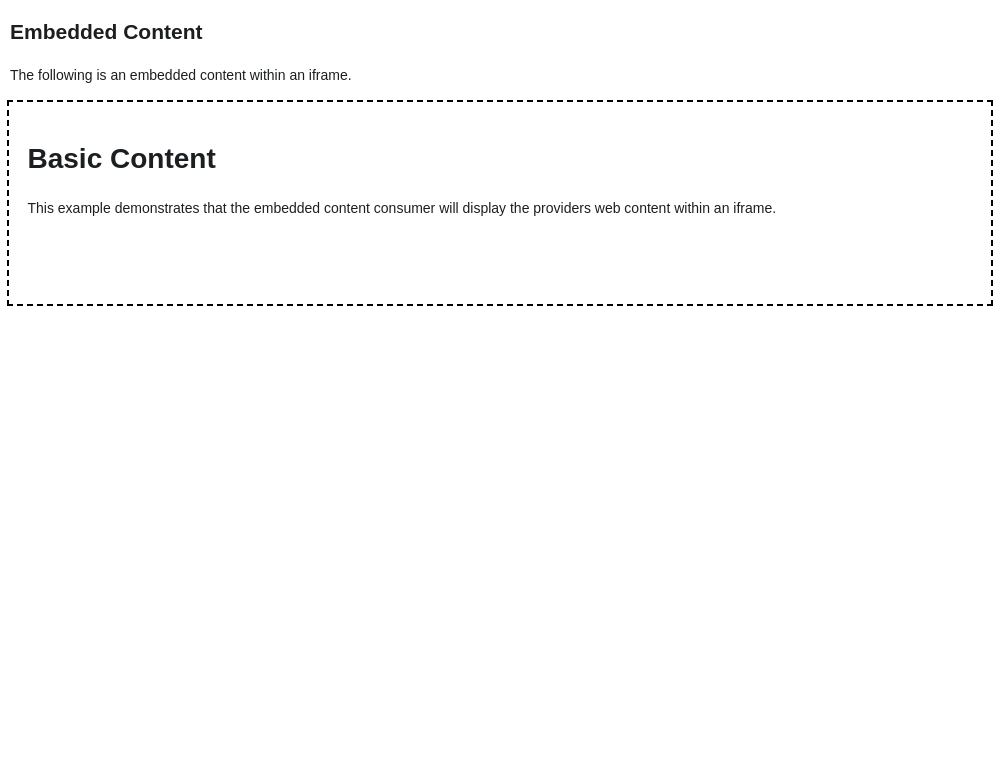 Embedded Content
The following is an embedded content within an iframe.
Basic Content
This example demonstrates that the embedded content consumer will display the providers web content within an iframe.